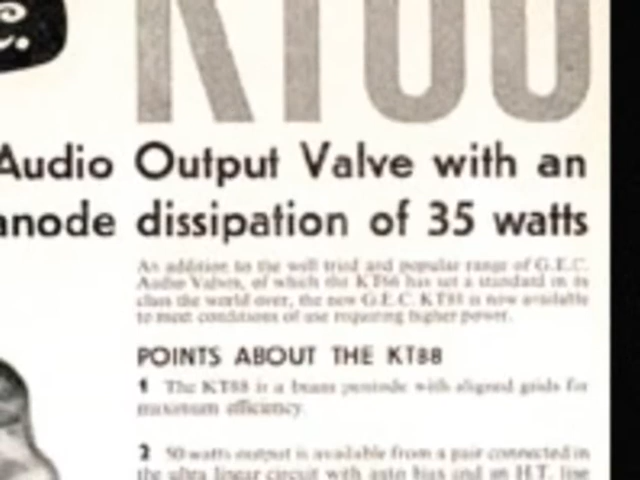 KT88
Audio Output Valve with an
anode dissipation of 35 watts
An addition to the well tried and popular range of G.E.C.
Audio Valves, of which the KT66 has set a standard in its
class the world over, the new G.E.C. KT88 is now available
to meet conditions of use requiring higher power.
POINTS ABOUT THE KT88
1 The KT88 is a beam pentode with aligned grids for
maximum efficiency.
2 50 watts output is available from a pair connected in
the ultra linear circuit with auto bias and an H.T. line